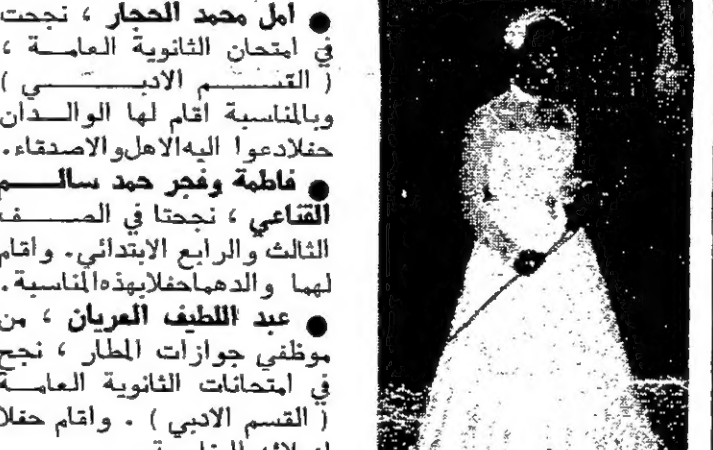 ● امل محمد الحجار ، نجحت
في امتحان الثانوية العامة ،
( القسم الادبي )
وبالمناسبة اقام لها الوالدان
حفلادعوا اليه الاهل والاصدقاء.
● فاطمة وفجر حمد سالم
القناعي ، نجحتا في الصف
الثالث والرابع الابتدائي. واقام
لهما والدهما حفلا بهذه المناسبة.
● عبد اللطيف العريان ، من
موظفي جوازات المطار ، نجح
في امتحانات الثانوية العامة
( القسم الادبي ) . واقام حفلا